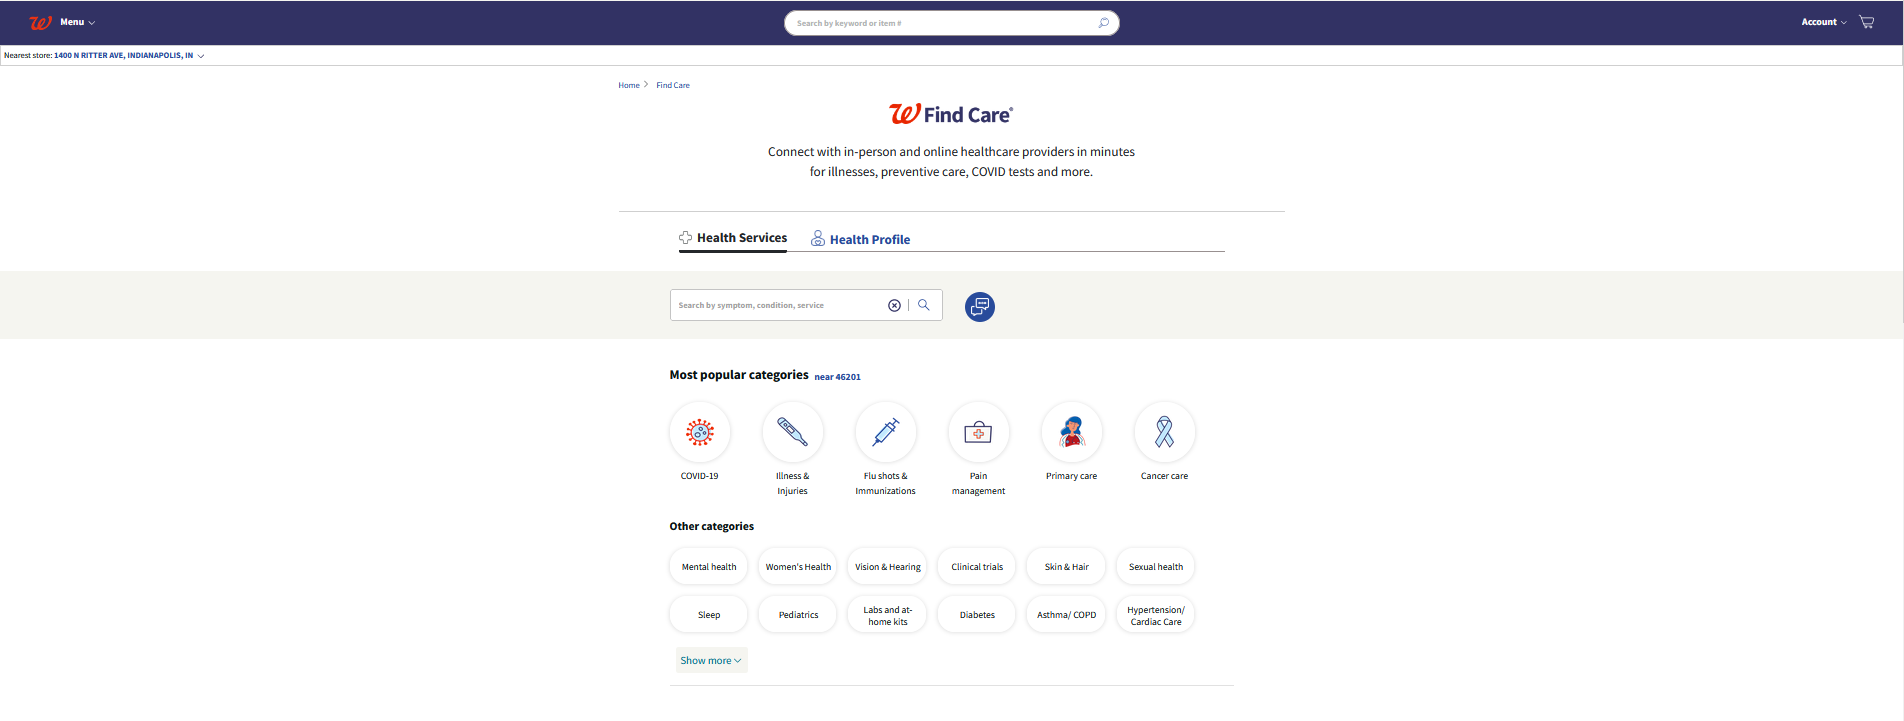 Menu
Search by keyword or item #
Account
Nearest store: 1400 N RITTER AVE, INDIANAPOLIS, IN
Home
Find Care
W Find Care®
Connect with in-person and online healthcare providers in minutes
for illnesses, preventive care, COVID tests and more.
Health Services
Health Profile
Search by symptom, condition, service
Most popular categories near 46201
COVID-19
Illness &
Injuries
Flu shots &
Immunizations
Pain
management
Primary care
Cancer care
Other categories
Mental health
Women's Health
Vision & Hearing
Clinical trials
Skin & Hair
Sexual health
Sleep
Pediatrics
Labs and at-
home kits
Diabetes
Asthma/ COPD
Hypertension/
Cardiac Care
Show more